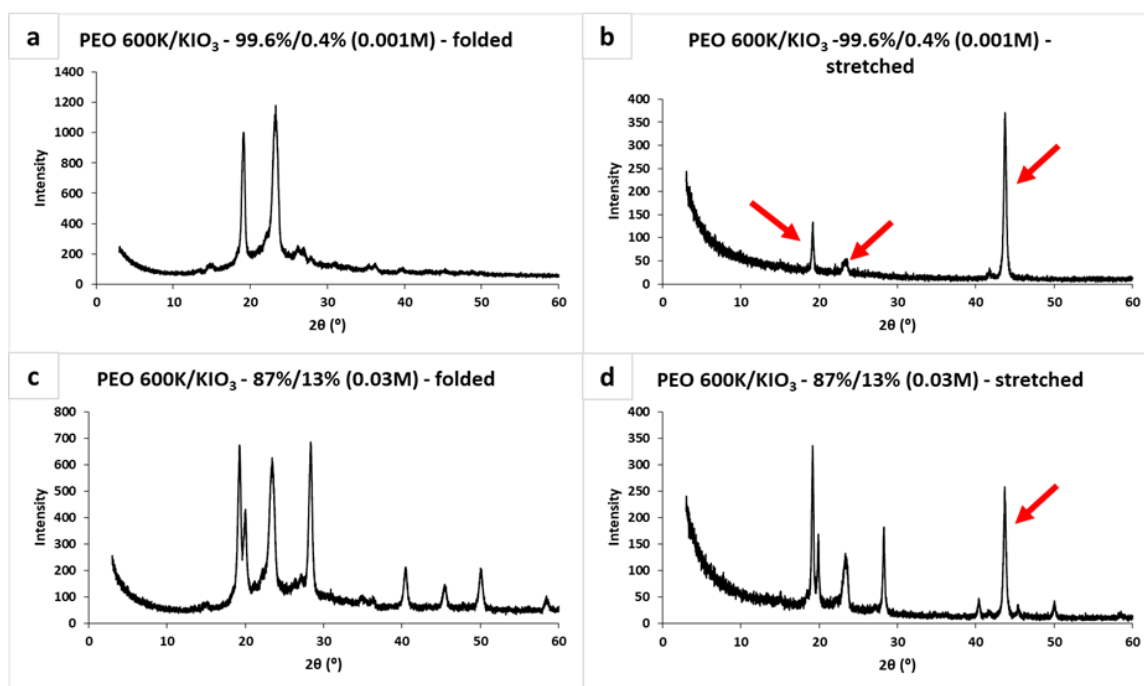 a
PEO 600K/KIO₃ - 99.6%/0.4% (0.001M) - folded
1400
1200
1000
800
600
400
200
0
Intensity
0 10 20 30 40 50 60
2θ (º)
b
PEO 600K/KIO₃ -99.6%/0.4% (0.001M) -
stretched
400
350
300
250
200
150
100
50
0
Intensity
0 10 20 30 40 50 60
2θ (º)
c
PEO 600K/KIO₃ - 87%/13% (0.03M) - folded
800
700
600
500
400
300
200
100
0
Intensity
0 10 20 30 40 50 60
2θ (º)
d
PEO 600K/KIO₃ - 87%/13% (0.03M) - stretched
400
350
300
250
200
150
100
50
0
Intensity
0 10 20 30 40 50 60
2θ (º)